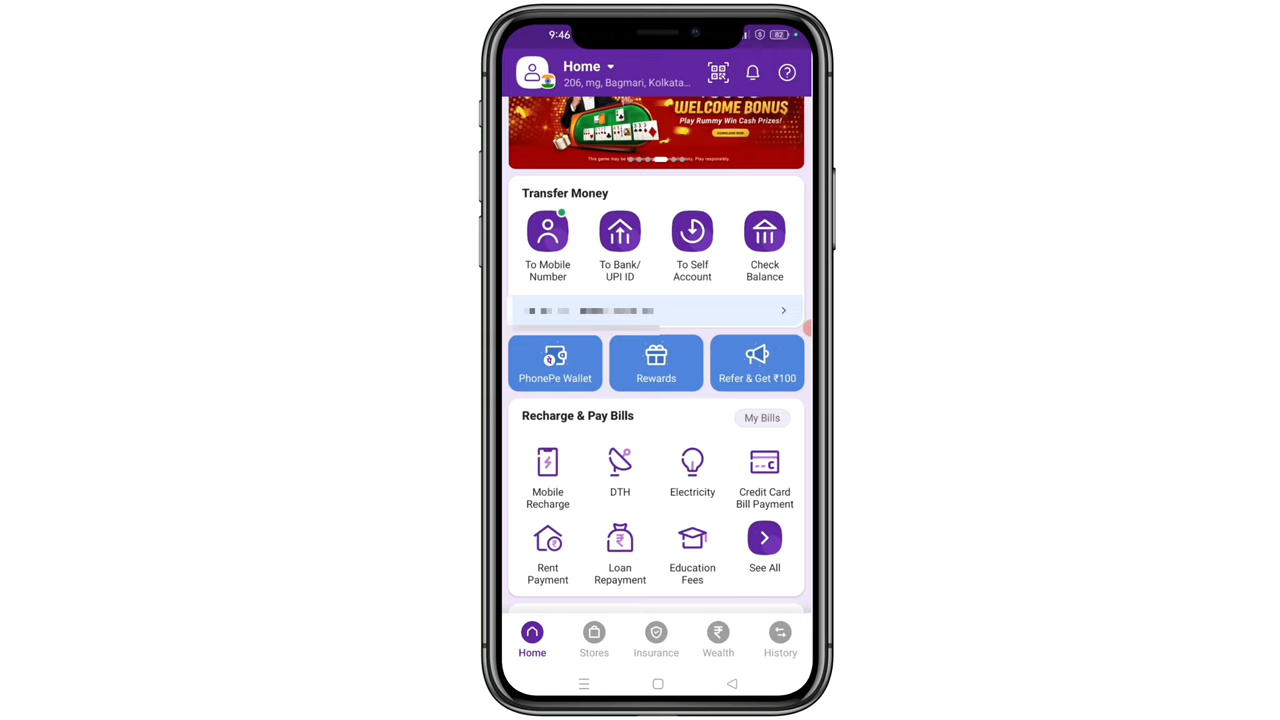 9:46
82
Home
206, mg, Bagmari, Kolkata...
WELCOME BONUS
Play Rummy Win Cash Prizes!
DOWNLOAD NOW
Transfer Money
To Mobile Number
To Bank/ UPI ID
To Self Account
Check Balance
PhonePe Wallet
Rewards
Refer & Get ₹100
Recharge & Pay Bills
My Bills
Mobile Recharge
DTH
Electricity
Credit Card Bill Payment
Rent Payment
Loan Repayment
Education Fees
See All
Home
Stores
Insurance
Wealth
History